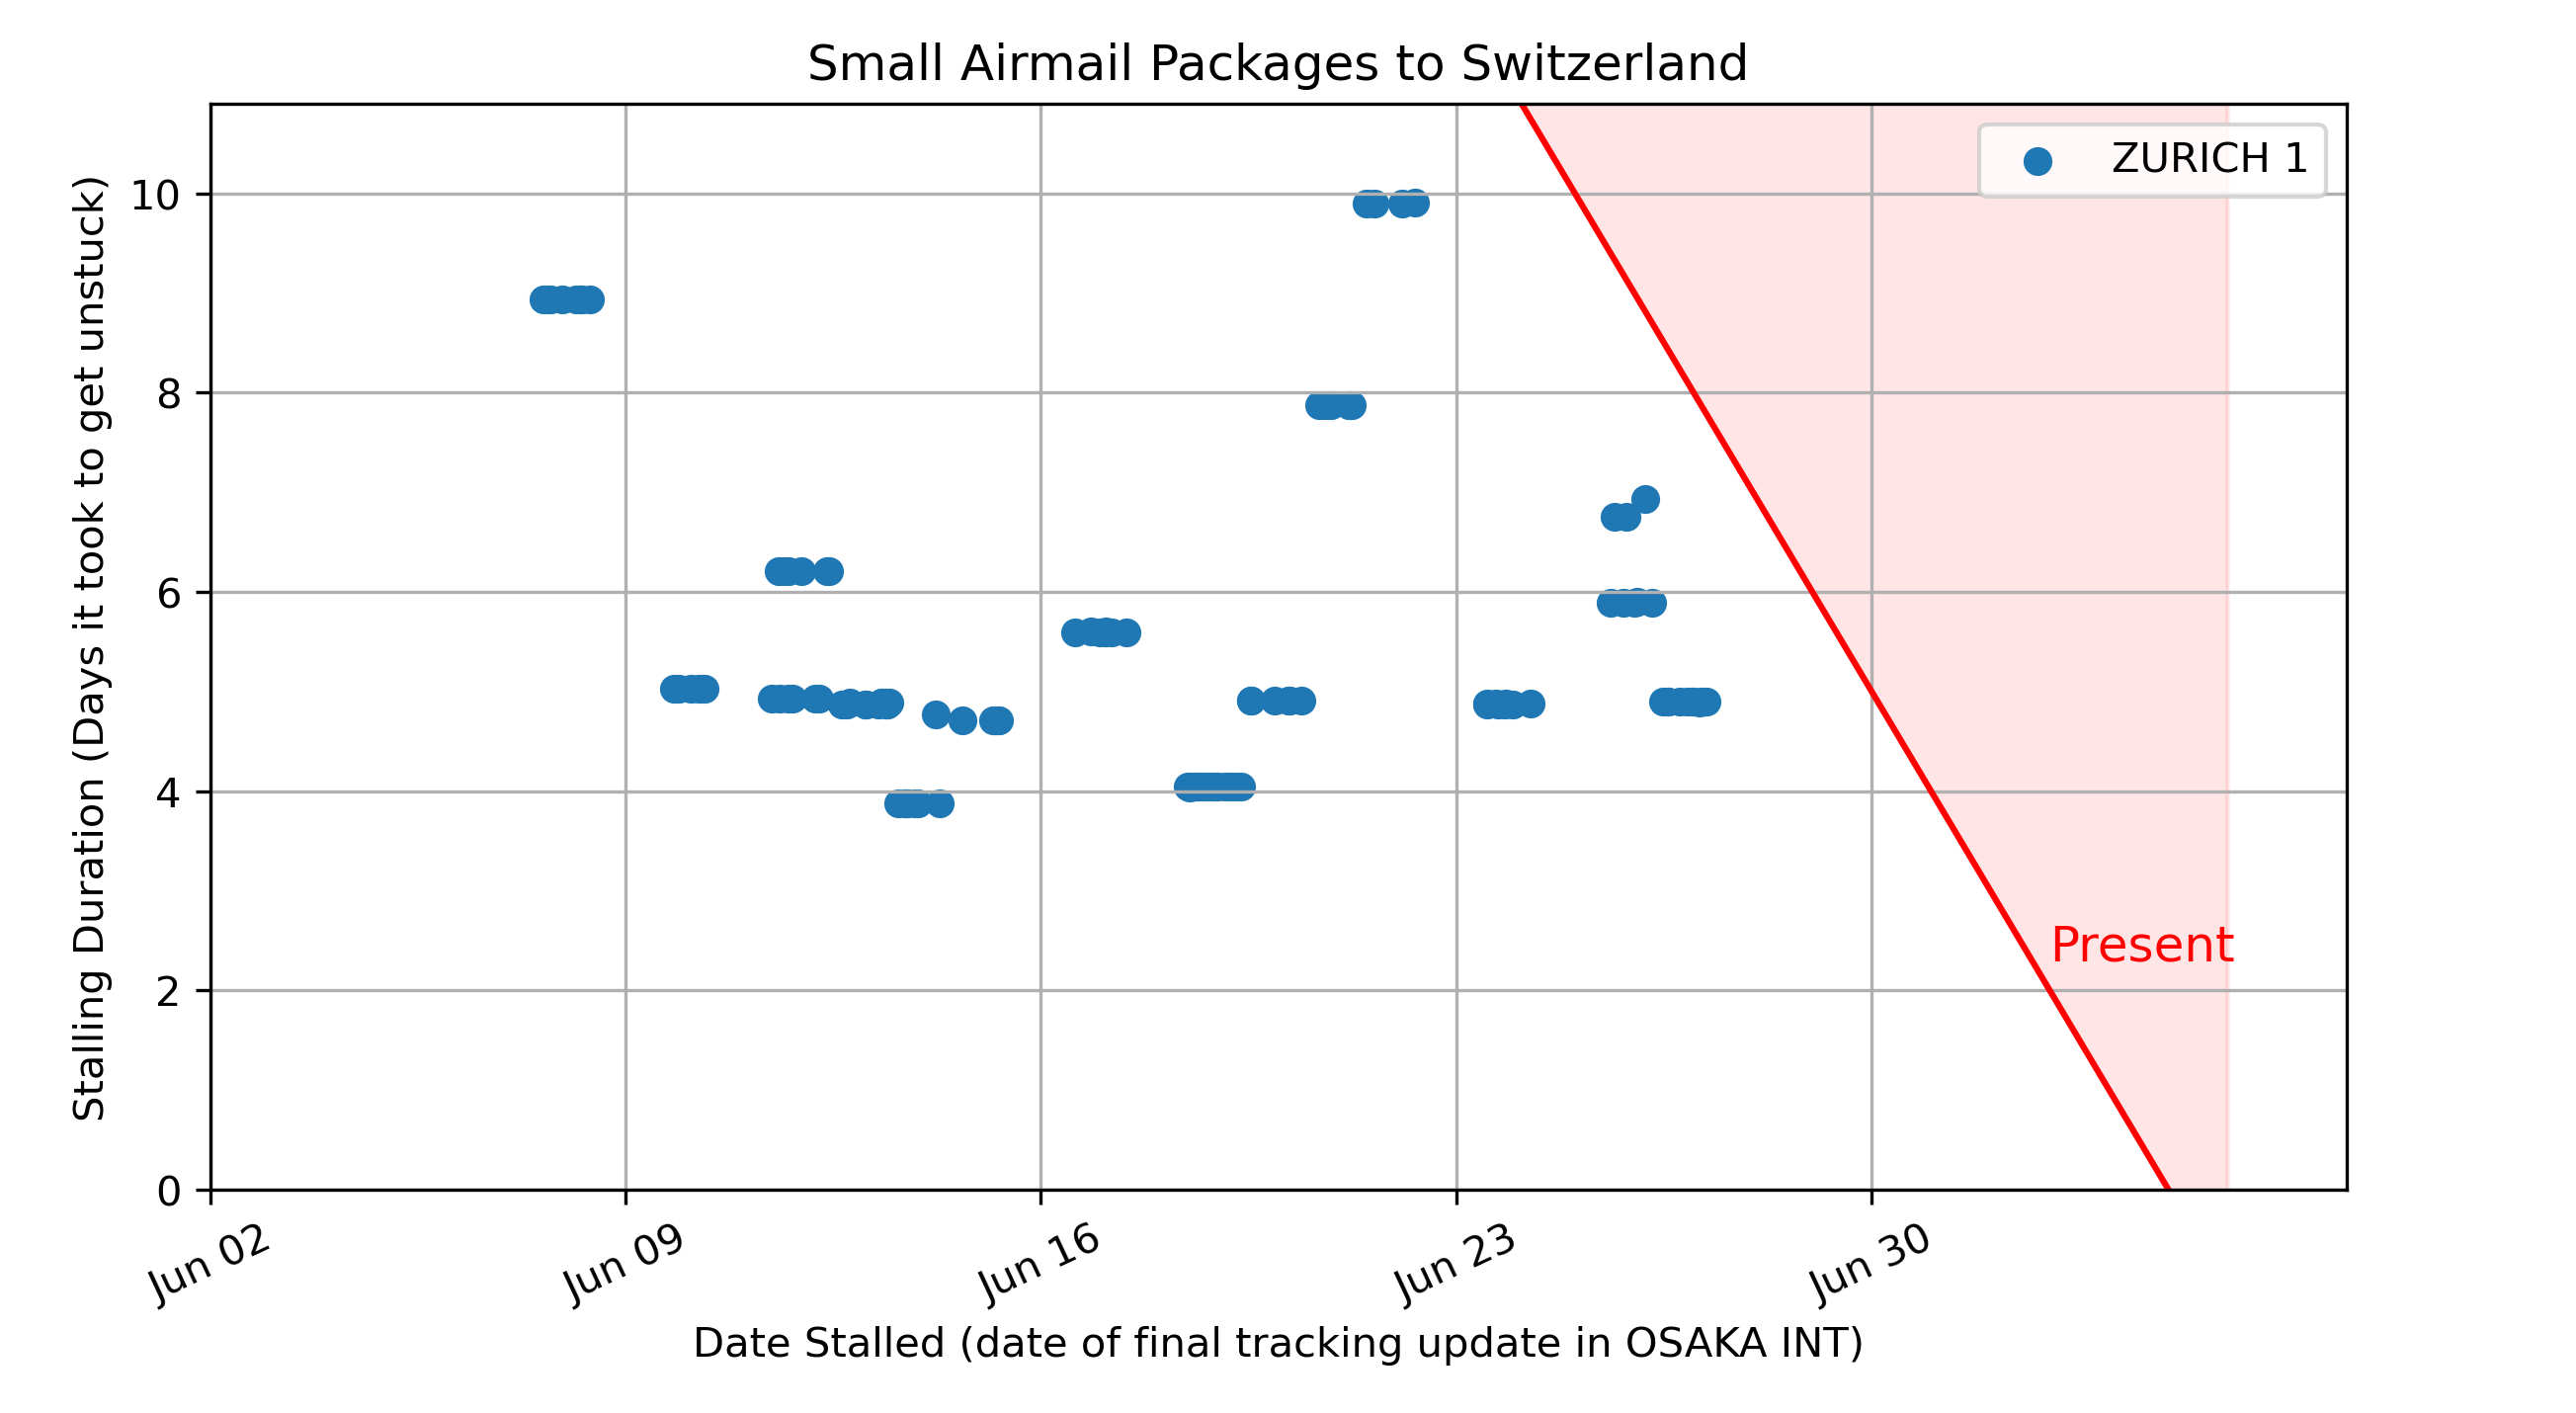 Small Airmail Packages to Switzerland
ZURICH 1
Stalling Duration (Days it took to get unstuck)
10
8
6
4
2
0
Present
Jun 02
Jun 09
Jun 16
Jun 23
Jun 30
Date Stalled (date of final tracking update in OSAKA INT)